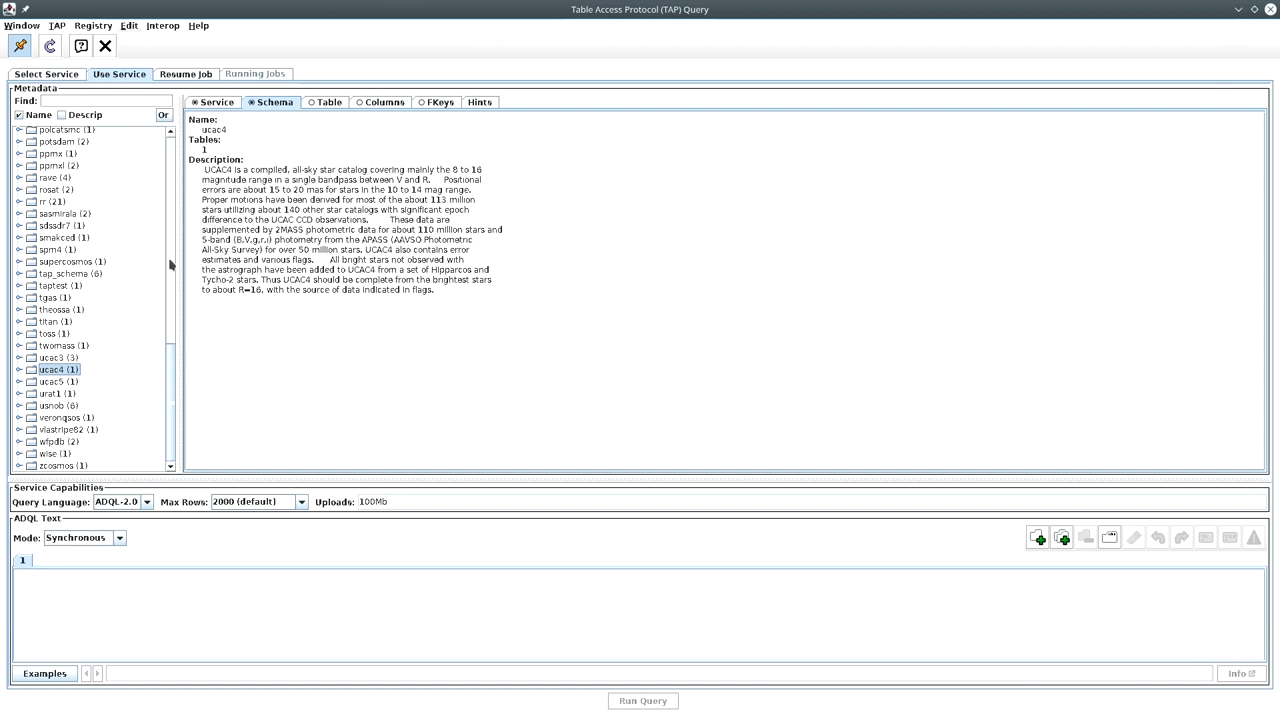 Table Access Protocol (TAP) Query
Window TAP Registry Edit Interop Help
Select Service Use Service Resume Job Running Jobs
Metadata
Find:
Name Descrip Or
polcatsmc (1)
potsdam (2)
ppmx (1)
ppmxl (2)
rave (4)
rosat (2)
rr (21)
sasmirala (2)
sdssdr7 (1)
smakced (1)
spm4 (1)
supercosmos (1)
tap_schema (6)
taptest (1)
tgas (1)
theossa (1)
titan (1)
toss (1)
twomass (1)
ucac3 (3)
ucac4 (1)
ucac5 (1)
urat1 (1)
usnob (6)
veronqsos (1)
vlastripe82 (1)
wfpdb (2)
wise (1)
zcosmos (1)
Service Schema Table Columns FKeys Hints
Name:
ucac4
Tables:
1
Description:
UCAC4 is a compiled, all-sky star catalog covering mainly the 8 to 16
magnitude range in a single bandpass between V and R. Positional
errors are about 15 to 20 mas for stars in the 10 to 14 mag range.
Proper motions have been derived for most of the about 113 million
stars utilizing about 140 other star catalogs with significant epoch
difference to the UCAC CCD observations. These data are
supplemented by 2MASS photometric data for about 110 million stars and
5-band (B,V,g,r,i) photometry from the APASS (AAVSO Photometric
All-Sky Survey) for over 50 million stars. UCAC4 also contains error
estimates and various flags. All bright stars not observed with
the astrograph have been added to UCAC4 from a set of Hipparcos and
Tycho-2 stars. Thus UCAC4 should be complete from the brightest stars
to about R=16, with the source of data indicated in flags.
Service Capabilities
Query Language: ADQL-2.0 Max Rows: 2000 (default) Uploads: 100Mb
ADQL Text
Mode: Synchronous
1
Examples Info
Run Query